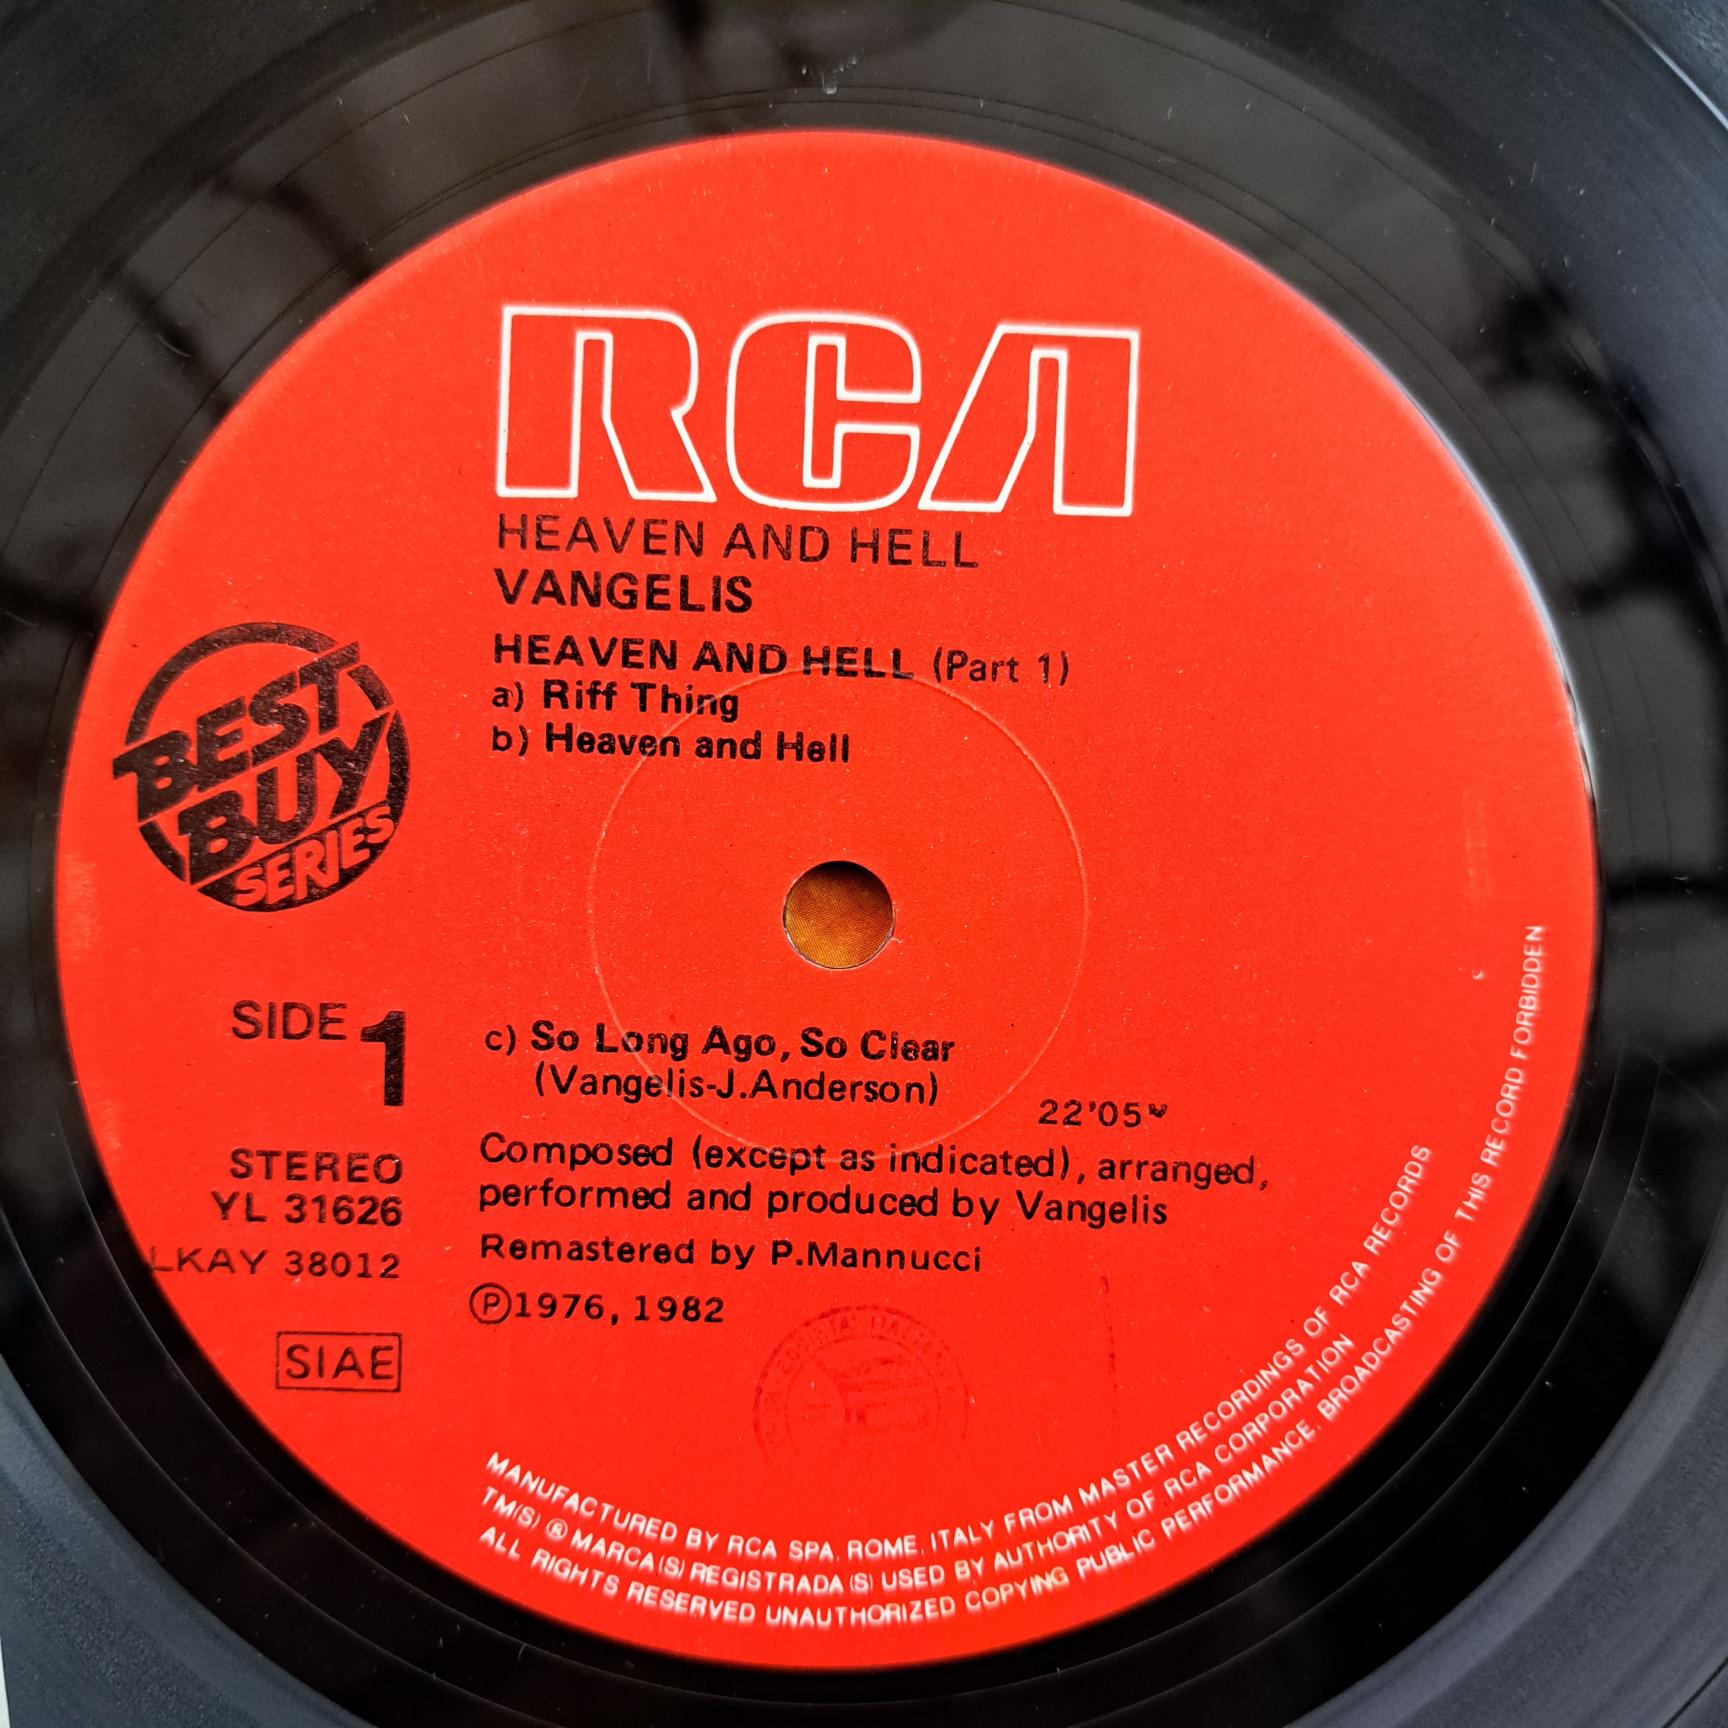 RCA
HEAVEN AND HELL
VANGELIS
HEAVEN AND HELL (Part 1)
a) Riff Thing
b) Heaven and Hell
BEST
BUY
SERIES
SIDE 1
c) So Long Ago, So Clear
(Vangelis-J.Anderson)
22'05"
STEREO
YL 31626
LKAY 38012
SIAE
Composed (except as indicated), arranged,
performed and produced by Vangelis
Remastered by P.Mannucci
Ⓟ1976, 1982
MANUFACTURED BY RCA SPA, ROME, ITALY FROM MASTER RECORDINGS OF RCA RECORDS
TM(S) ® MARCA(S) REGISTRADA(S) USED BY AUTHORITY OF RCA CORPORATION
ALL RIGHTS RESERVED UNAUTHORIZED COPYING PUBLIC PERFORMANCE, BROADCASTING OF THIS RECORD FORBIDDEN